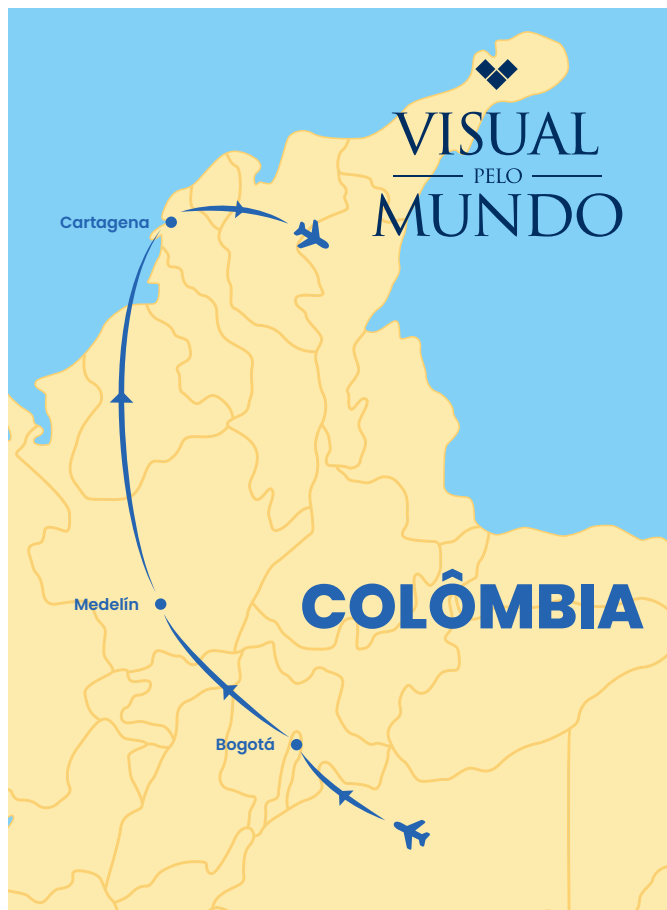 VISUAL
PELO
MUNDO
Cartagena
COLÔMBIA
Medelín
Bogotá